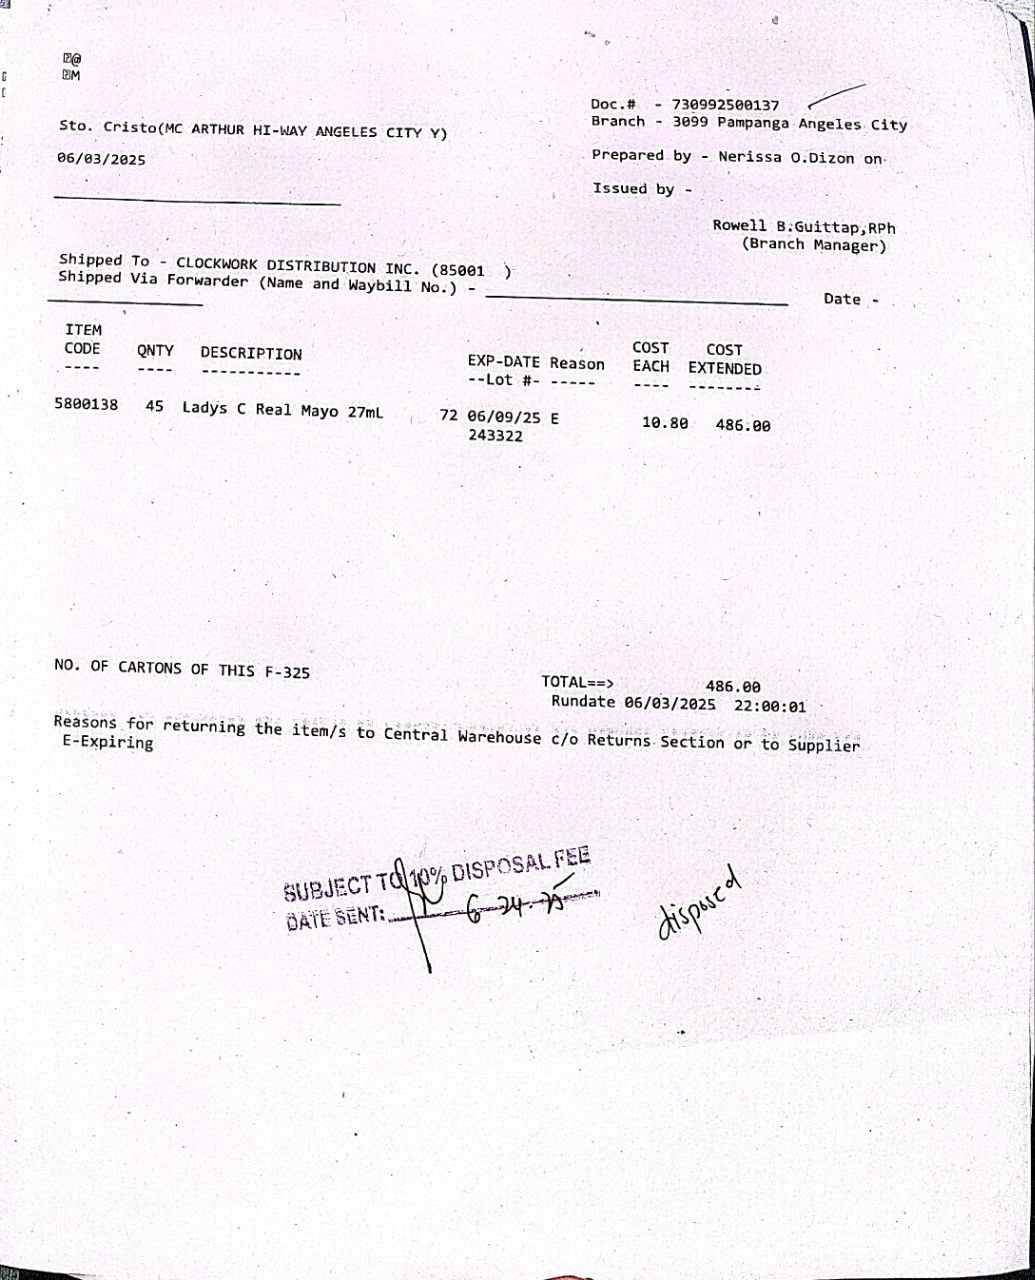 @
M
Doc.# - 730992500137
Branch - 3099 Pampanga Angeles City
Sto. Cristo(MC ARTHUR HI-WAY ANGELES CITY Y)
06/03/2025
Prepared by - Nerissa O.Dizon on
Issued by -
Rowell B.Guittap,RPh
(Branch Manager)
Shipped To - CLOCKWORK DISTRIBUTION INC. (85001 )
Shipped Via Forwarder (Name and Waybill No.) - Date -
ITEM CODE QNTY DESCRIPTION EXP-DATE Reason COST EACH COST EXTENDED
---- ---- ----------- --Lot #- ----- ---- --------
5800138 45 Ladys C Real Mayo 27mL 72 06/09/25 E 10.80 486.00
243322
NO. OF CARTONS OF THIS F-325
TOTAL==> 486.00
Rundate 06/03/2025 22:00:01
Reasons for returning the item/s to Central Warehouse c/o Returns Section or to Supplier
E-Expiring
SUBJECT TO 10% DISPOSAL FEE
DATE SENT: 6-24-25
disposed